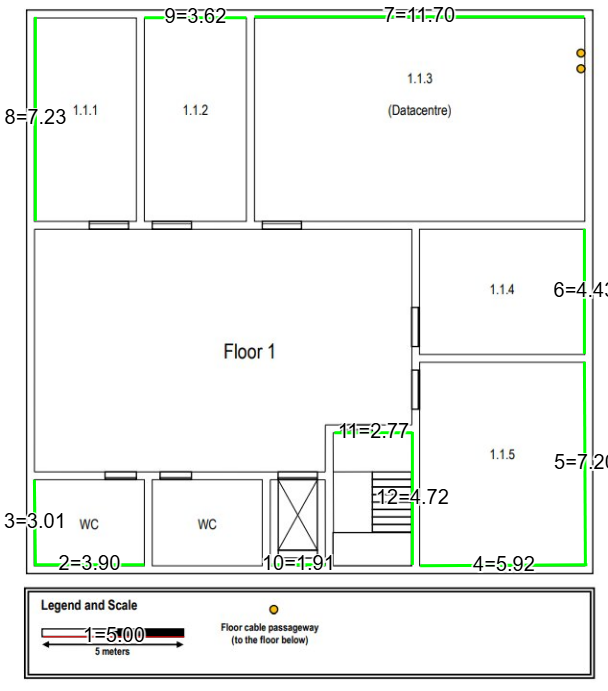 9=3.62
7=11.70
1.1.3
(Datacentre)
8=7.23
1.1.1
1.1.2
1.1.4
6=4.43
Floor 1
11=2.77
1.1.5
5=7.20
12=4.72
3=3.01
WC
WC
2=3.90
10=1.91
4=5.92
Legend and Scale
1=5.00
5 meters
Floor cable passageway
(to the floor below)